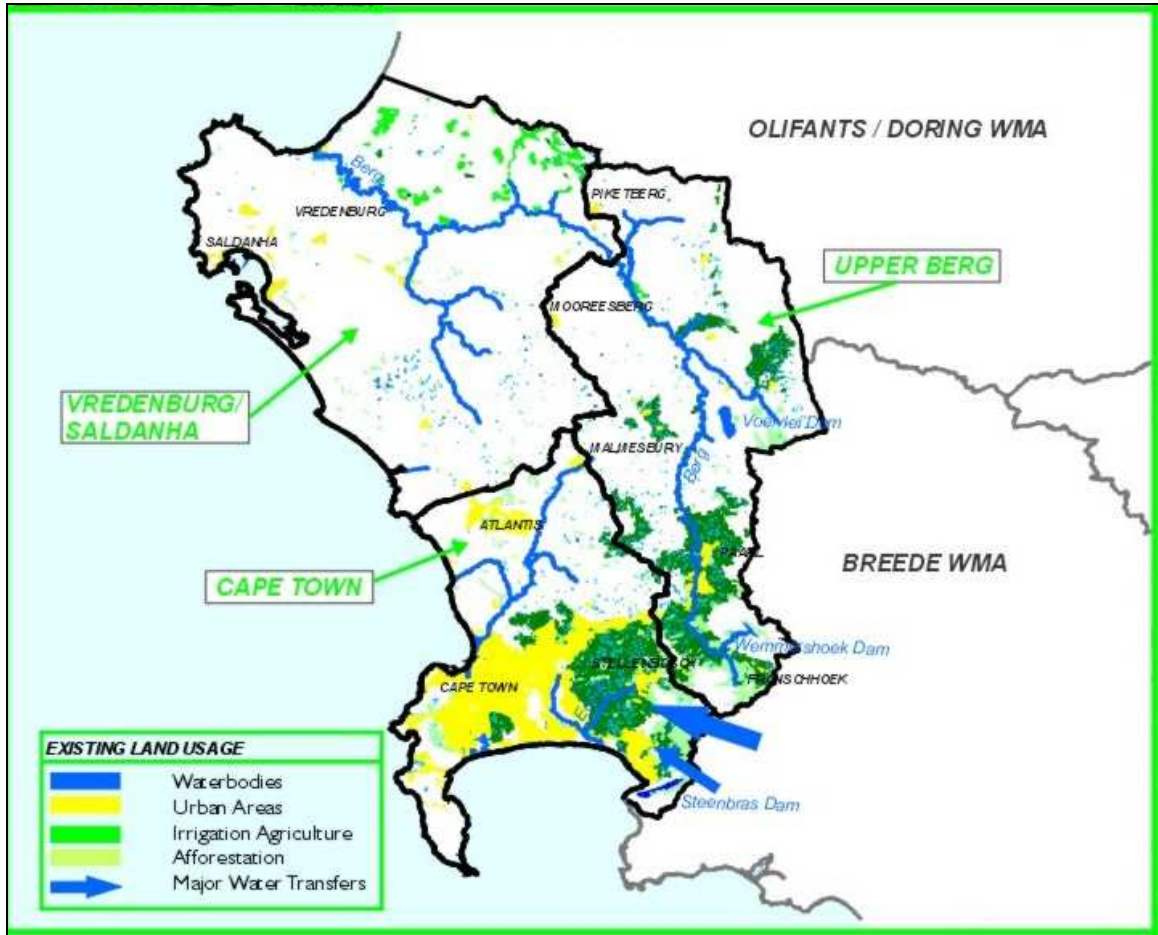 OLIFANTS / DORING WMA
Berg
PIKETBERG
VREDENBURG
SALDANHA
UPPER BERG
MOOREESBERG
VREDENBURG/
SALDANHA
Voelvlei Dam
MALMESBURY
Berg
ATLANTIS
PAARL
BREEDE WMA
CAPE TOWN
Wemmershoek Dam
STELLENBOSCH
FRANSCHHOEK
CAPE TOWN
Steenbras Dam
EXISTING LAND USAGE
Waterbodies
Urban Areas
Irrigation Agriculture
Afforestation
Major Water Transfers